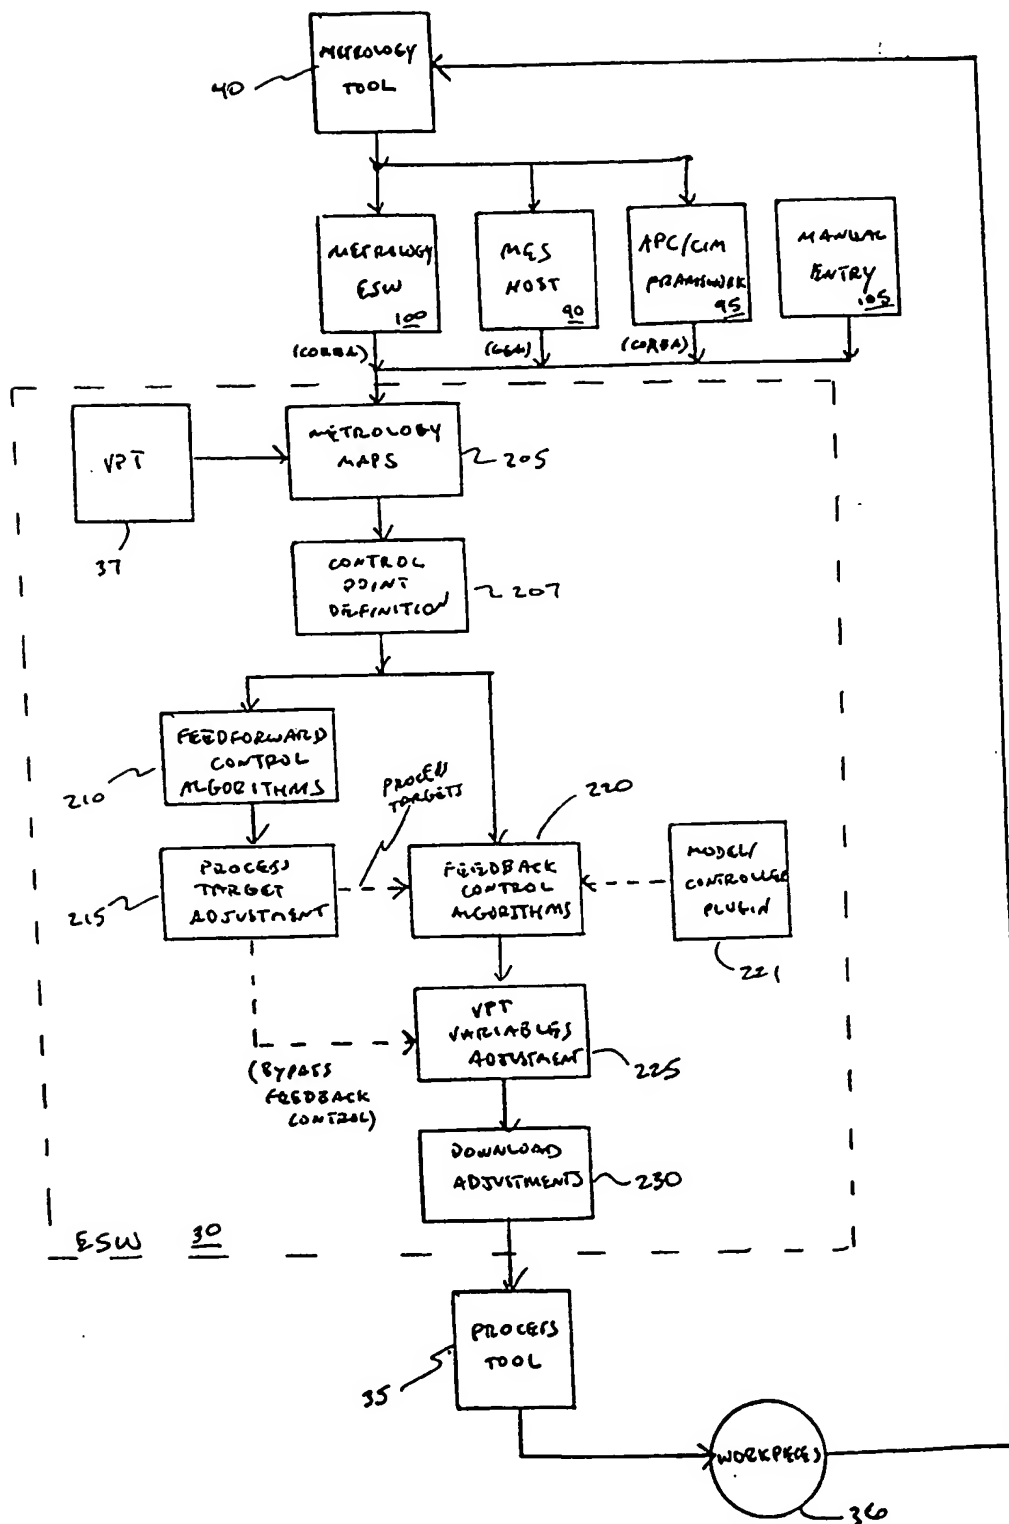 METROLOGY
TOOL
40
METROLOGY
ESW
100
MES
HOST
90
APC/CIM
FRAMEWORK
95
MANUAL
ENTRY
105
(CORBA)
(GEM)
(CORBA)
VPT
37
METROLOGY
MAPS
205
CONTROL
POINT
DEFINITION
207
FEEDFORWARD
CONTROL
ALGORITHMS
210
PROCESS
TARGETS
220
PROCESS
TARGET
ADJUSTMENT
215
FEEDBACK
CONTROL
ALGORITHMS
MODEL/
CONTROLLER
PLUGIN
221
VPT
VARIABLES
ADJUSTMENT
225
(BYPASS
FEEDBACK
CONTROL)
DOWNLOAD
ADJUSTMENTS
230
ESW 30
PROCESS
TOOL
35
WORKPIECES
36